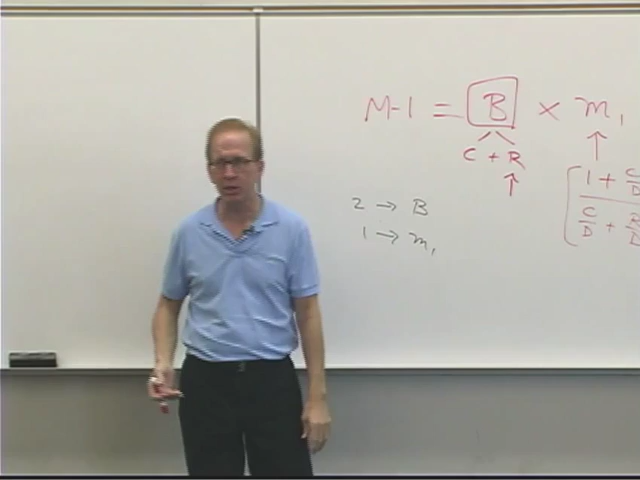 M-1 = B × m₁
C + R
2 → B
1 → m₁
1 + C/D
C/D + R/D